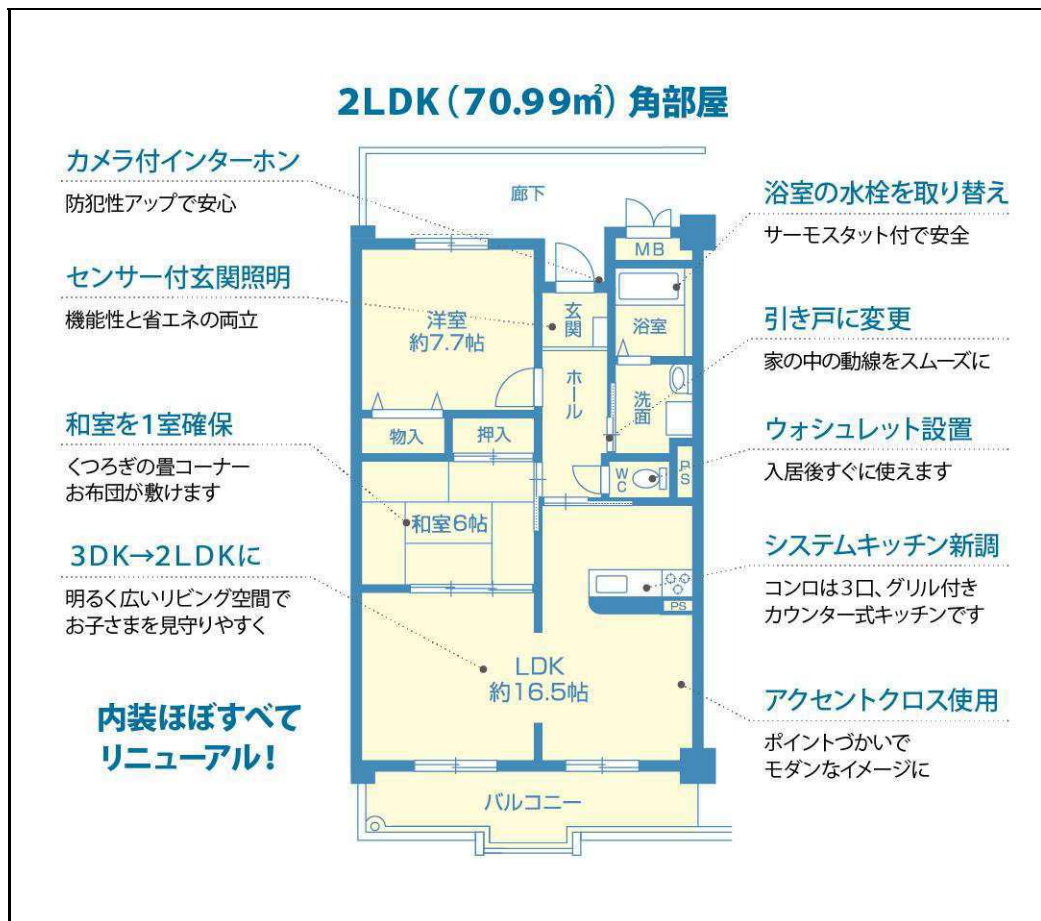 2LDK（70.99㎡）角部屋
カメラ付インターホン
防犯性アップで安心
センサー付玄関照明
機能性と省エネの両立
和室を1室確保
くつろぎの畳コーナー
お布団が敷けます
3DK→2LDKに
明るく広いリビング空間で
お子さまを見守りやすく
内装ほぼすべて
リニューアル！
廊下
MB
洋室
約7.7帖
玄関
浴室
ホール
洗面
物入
押入
WC
PS
和室6帖
PS
LDK
約16.5帖
バルコニー
浴室の水栓を取り替え
サーモスタット付で安全
引き戸に変更
家の中の動線をスムーズに
ウォシュレット設置
入居後すぐに使えます
システムキッチン新調
コンロは3口、グリル付き
カウンター式キッチンです
アクセントクロス使用
ポイントづかいで
モダンなイメージに